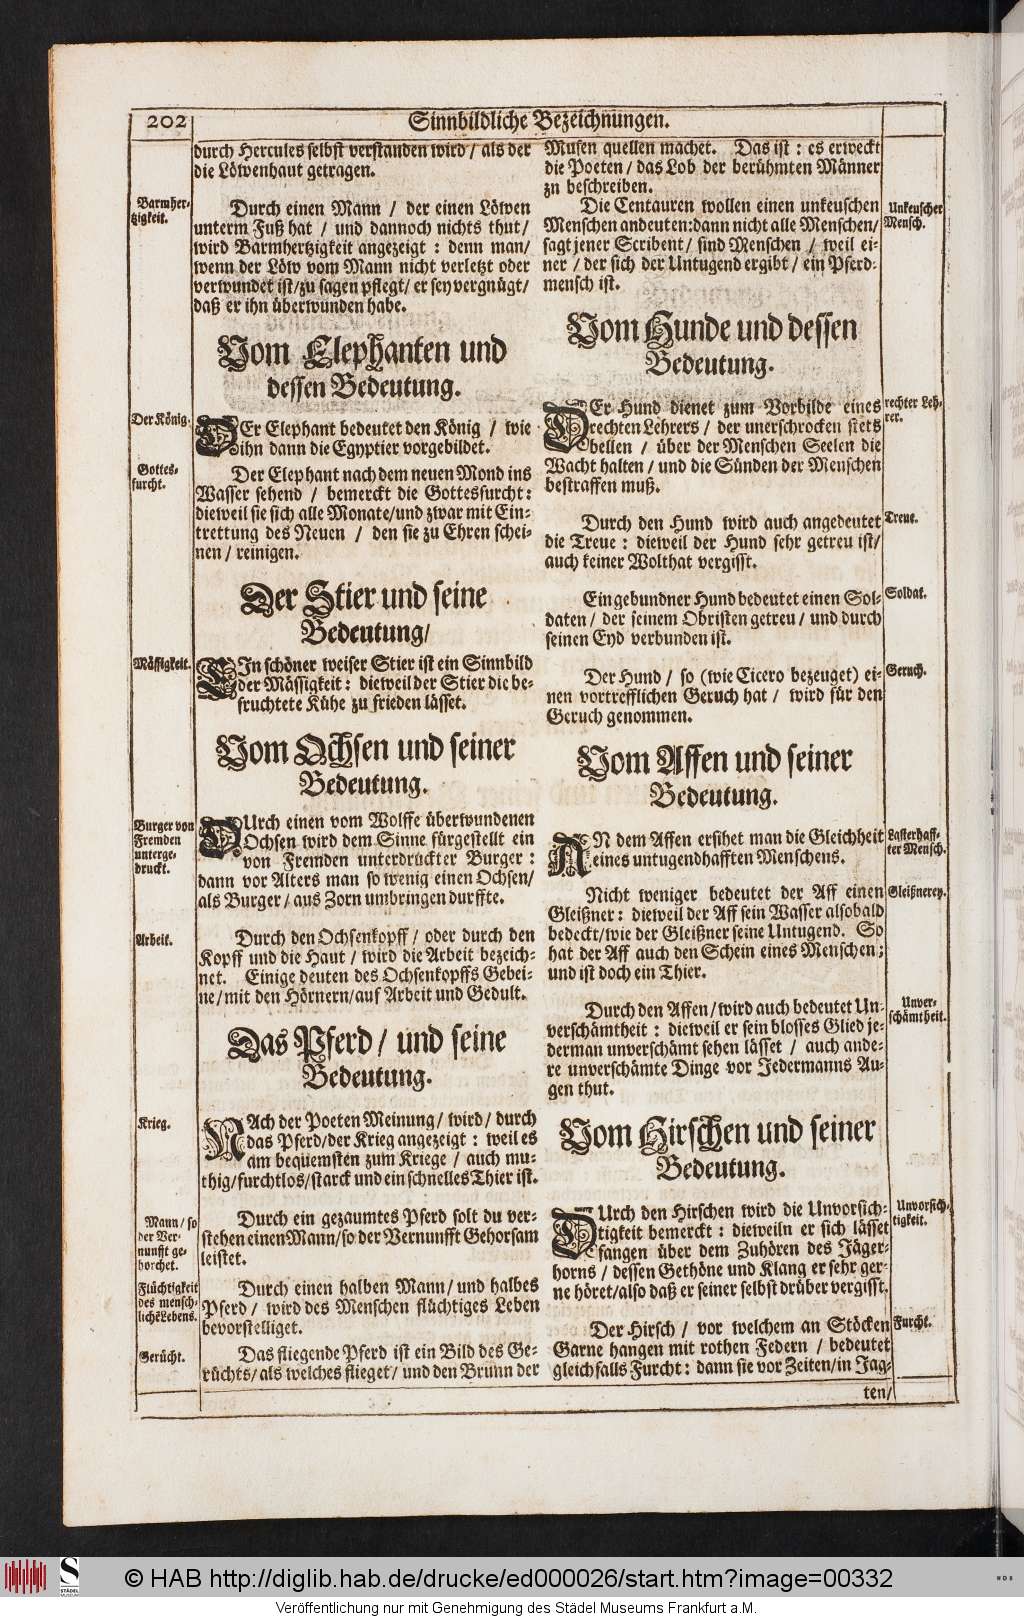 202
Sinnbildliche Bezeichnungen.
durch Hercules selbst verstanden wird / als der
die Löwenhaut getragen.
Barmher-
tzigkeit.
Durch einen Mann / der einen Löwen
unterm Fuß hat / und dannoch nichts thut /
wird Barmhertzigkeit angezeigt : denn man /
wenn der Löw vom Mann nicht verletzt oder
verwundet ist / zu sagen pflegt / er sey vergnügt /
daß er ihn überwunden habe.
Vom Elephanten und
dessen Bedeutung.
Der König.
DEr Elephant bedeutet den König / wie
ihn dann die Egyptier vorgebildet.
Gottes-
furcht.
Der Elephant nach dem neuen Mond ins
Wasser sehend / bemerckt die Gottesfurcht :
dieweil sie sich alle Monate / und zwar mit Ein-
trettung des Neuen / den sie zu Ehren schei-
nen / reinigen.
Der Stier und seine
Bedeutung /
Mässigkeit.
EIn schöner weiser Stier ist ein Sinnbild
der Mässigkeit : dieweil der Stier die be-
fruchtete Kühe zu frieden lässet.
Vom Ochsen und seiner
Bedeutung.
Burger von
Fremden
unterge-
druckt.
DUrch einen vom Wolffe überwundenen
Ochsen wird dem Sinne fürgestellt ein
von Fremden unterdruckter Burger :
dann vor Alters man so wenig einen Ochsen /
als Burger / aus Zorn umbringen durffte.
Arbeit.
Durch den Ochsenkopff / oder durch den
Kopff und die Haut / wird die Arbeit bezeich-
net. Einige deuten des Ochsenkopffs Gebei-
ne / mit den Hörnern / auf Arbeit und Gedult.
Das Pferd / und seine
Bedeutung.
Krieg.
NAch der Poeten Meinung / wird / durch
das Pferd / der Krieg angezeigt : weil es
am bequemsten zum Kriege / auch mu-
thig / furchtlos / starck und ein schnelles Thier ist.
Mann / so
der Ver-
nunfft ge-
horchet.
Durch ein gezaumtes Pferd solt du ver-
stehen einen Mann / so der Vernunfft Gehorsam
leistet.
Flüchtigkeit
des mensch-
lichẽ Lebens.
Durch einen halben Mann / und halbes
Pferd / wird des Menschen flüchtiges Leben
bevorstelliget.
Gerücht.
Das fliegende Pferd ist ein Bild des Ge-
rüchts / als welches flieget / und den Brunn der
Musen quellen machet. Das ist : es erweckt
die Poeten / das Lob der berühmten Männer
zu beschreiben.
Unkeuscher
Mensch.
Die Centauren wollen einen unkeuschen
Menschen andeuten : dann nicht alle Menschen /
sagt jener Scribent / sind Menschen / weil ei-
ner / der sich der Untugend ergibt / ein Pferd-
mensch ist.
Vom Hunde und dessen
Bedeutung.
rechter Leh-
rer.
DEr Hund dienet zum Vorbilde eines
rechten Lehrers / der unerschrocken stets
bellen / über der Menschen Seelen die
Wacht halten / und die Sünden der Menschen
bestraffen muß.
Treue.
Durch den Hund wird auch angedeutet
die Treue : dieweil der Hund sehr getreu ist /
auch keiner Wolthat vergisst.
Soldat.
Ein gebundner Hund bedeutet einen Sol-
daten / der seinem Obristen getreu / und durch
seinen Eyd verbunden ist.
Geruch.
Der Hund / so (wie Cicero bezeuget) ei-
nen vortrefflichen Geruch hat / wird für den
Geruch genommen.
Vom Affen und seiner
Bedeutung.
Lasterhaff-
ter Mensch.
AN dem Affen ersihet man die Gleichheit
eines untugendhafften Menschens.
Gleißnerey.
Nicht weniger bedeutet der Aff einen
Gleißner : dieweil der Aff sein Wasser alsobald
bedeckt / wie der Gleißner seine Untugend. So
hat der Aff auch den Schein eines Menschen ;
und ist doch ein Thier.
Unver-
schämtheit.
Durch den Affen / wird auch bedeutet Un-
verschämtheit : dieweil er sein blosses Glied je-
derman unverschämt sehen lässet / auch ande-
re unverschämte Dinge vor Jedermanns Au-
gen thut.
Vom Hirschen und seiner
Bedeutung.
Unvorsich-
tigkeit.
DUrch den Hirschen wird die Unvorsich-
tigkeit bemerckt : dieweiln er sich lässet
fangen über dem Zuhören des Jäger-
horns / dessen Gethöne und Klang er sehr ger-
ne höret / also daß er seiner selbst drüber vergisst.
Furcht.
Der Hirsch / vor welchem an Stöcken
Garne hangen mit rothen Federn / bedeutet
gleichfalls Furcht : dann sie vor Zeiten / in Jag-
ten /
© HAB http://diglib.hab.de/drucke/ed000026/start.htm?image=00332
Veröffentlichung nur mit Genehmigung des Städel Museums Frankfurt a.M.